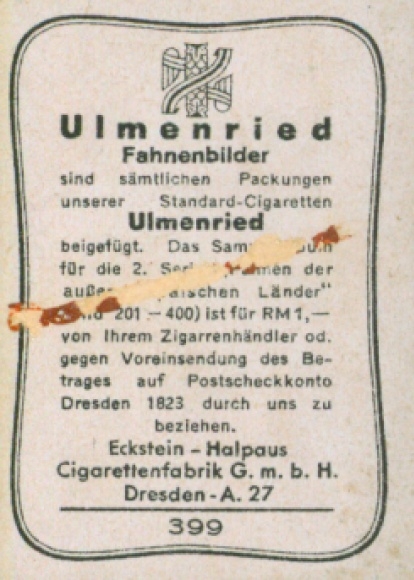 Ulmenried
Fahnenbilder
sind sämtlichen Packungen
unserer Standard-Cigaretten
Ulmenried
beigefügt. Das
für die 2. der
Länder"
201 – 400) ist für RM 1,—
von Ihrem Zigarrenhändler od.
gegen Voreinsendung des Be-
trages auf Postscheckkonto
Dresden 1823 durch uns zu
beziehen.
Eckstein - Halpaus
Cigarettenfabrik G. m. b. H.
Dresden - A. 27
399